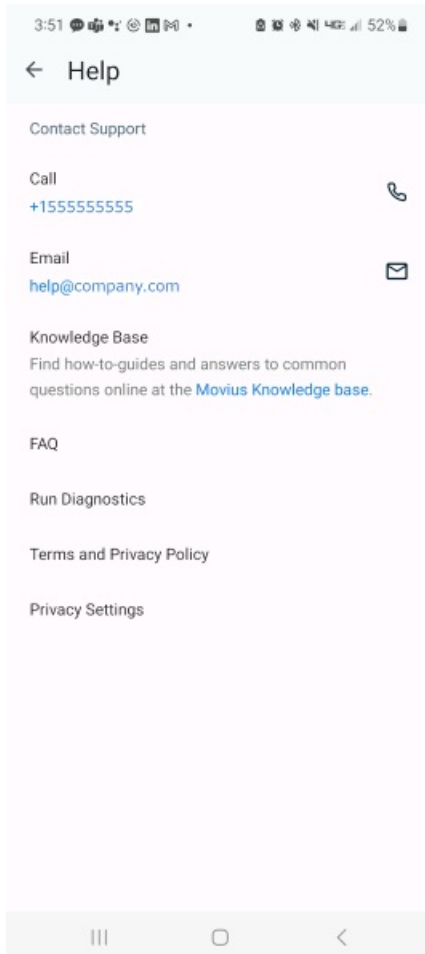 3:51 52%
Help
Contact Support
Call
+1555555555
Email
help@company.com
Knowledge Base
Find how-to-guides and answers to common
questions online at the Movius Knowledge base.
FAQ
Run Diagnostics
Terms and Privacy Policy
Privacy Settings